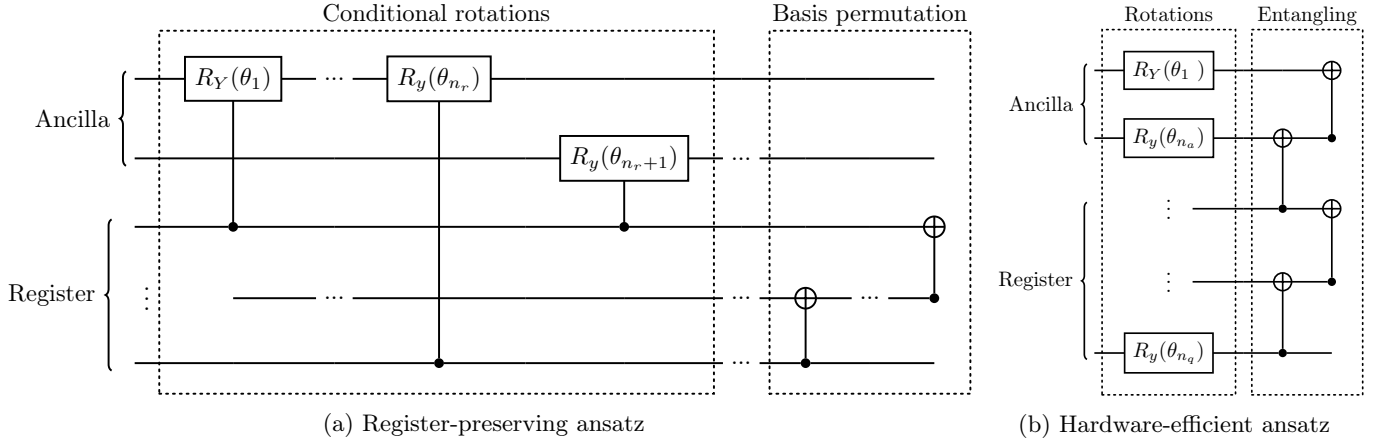 Conditional rotations
Basis permutation
R_Y(θ_1)
...
R_y(θ_{n_r})
Ancilla
R_y(θ_{n_r+1})
...
Register
⋮
...
...
...
...
(a) Register-preserving ansatz
Rotations
Entangling
R_Y(θ_1 )
Ancilla
R_y(θ_{n_a})
⋮
Register
⋮
R_y(θ_{n_q})
(b) Hardware-efficient ansatz